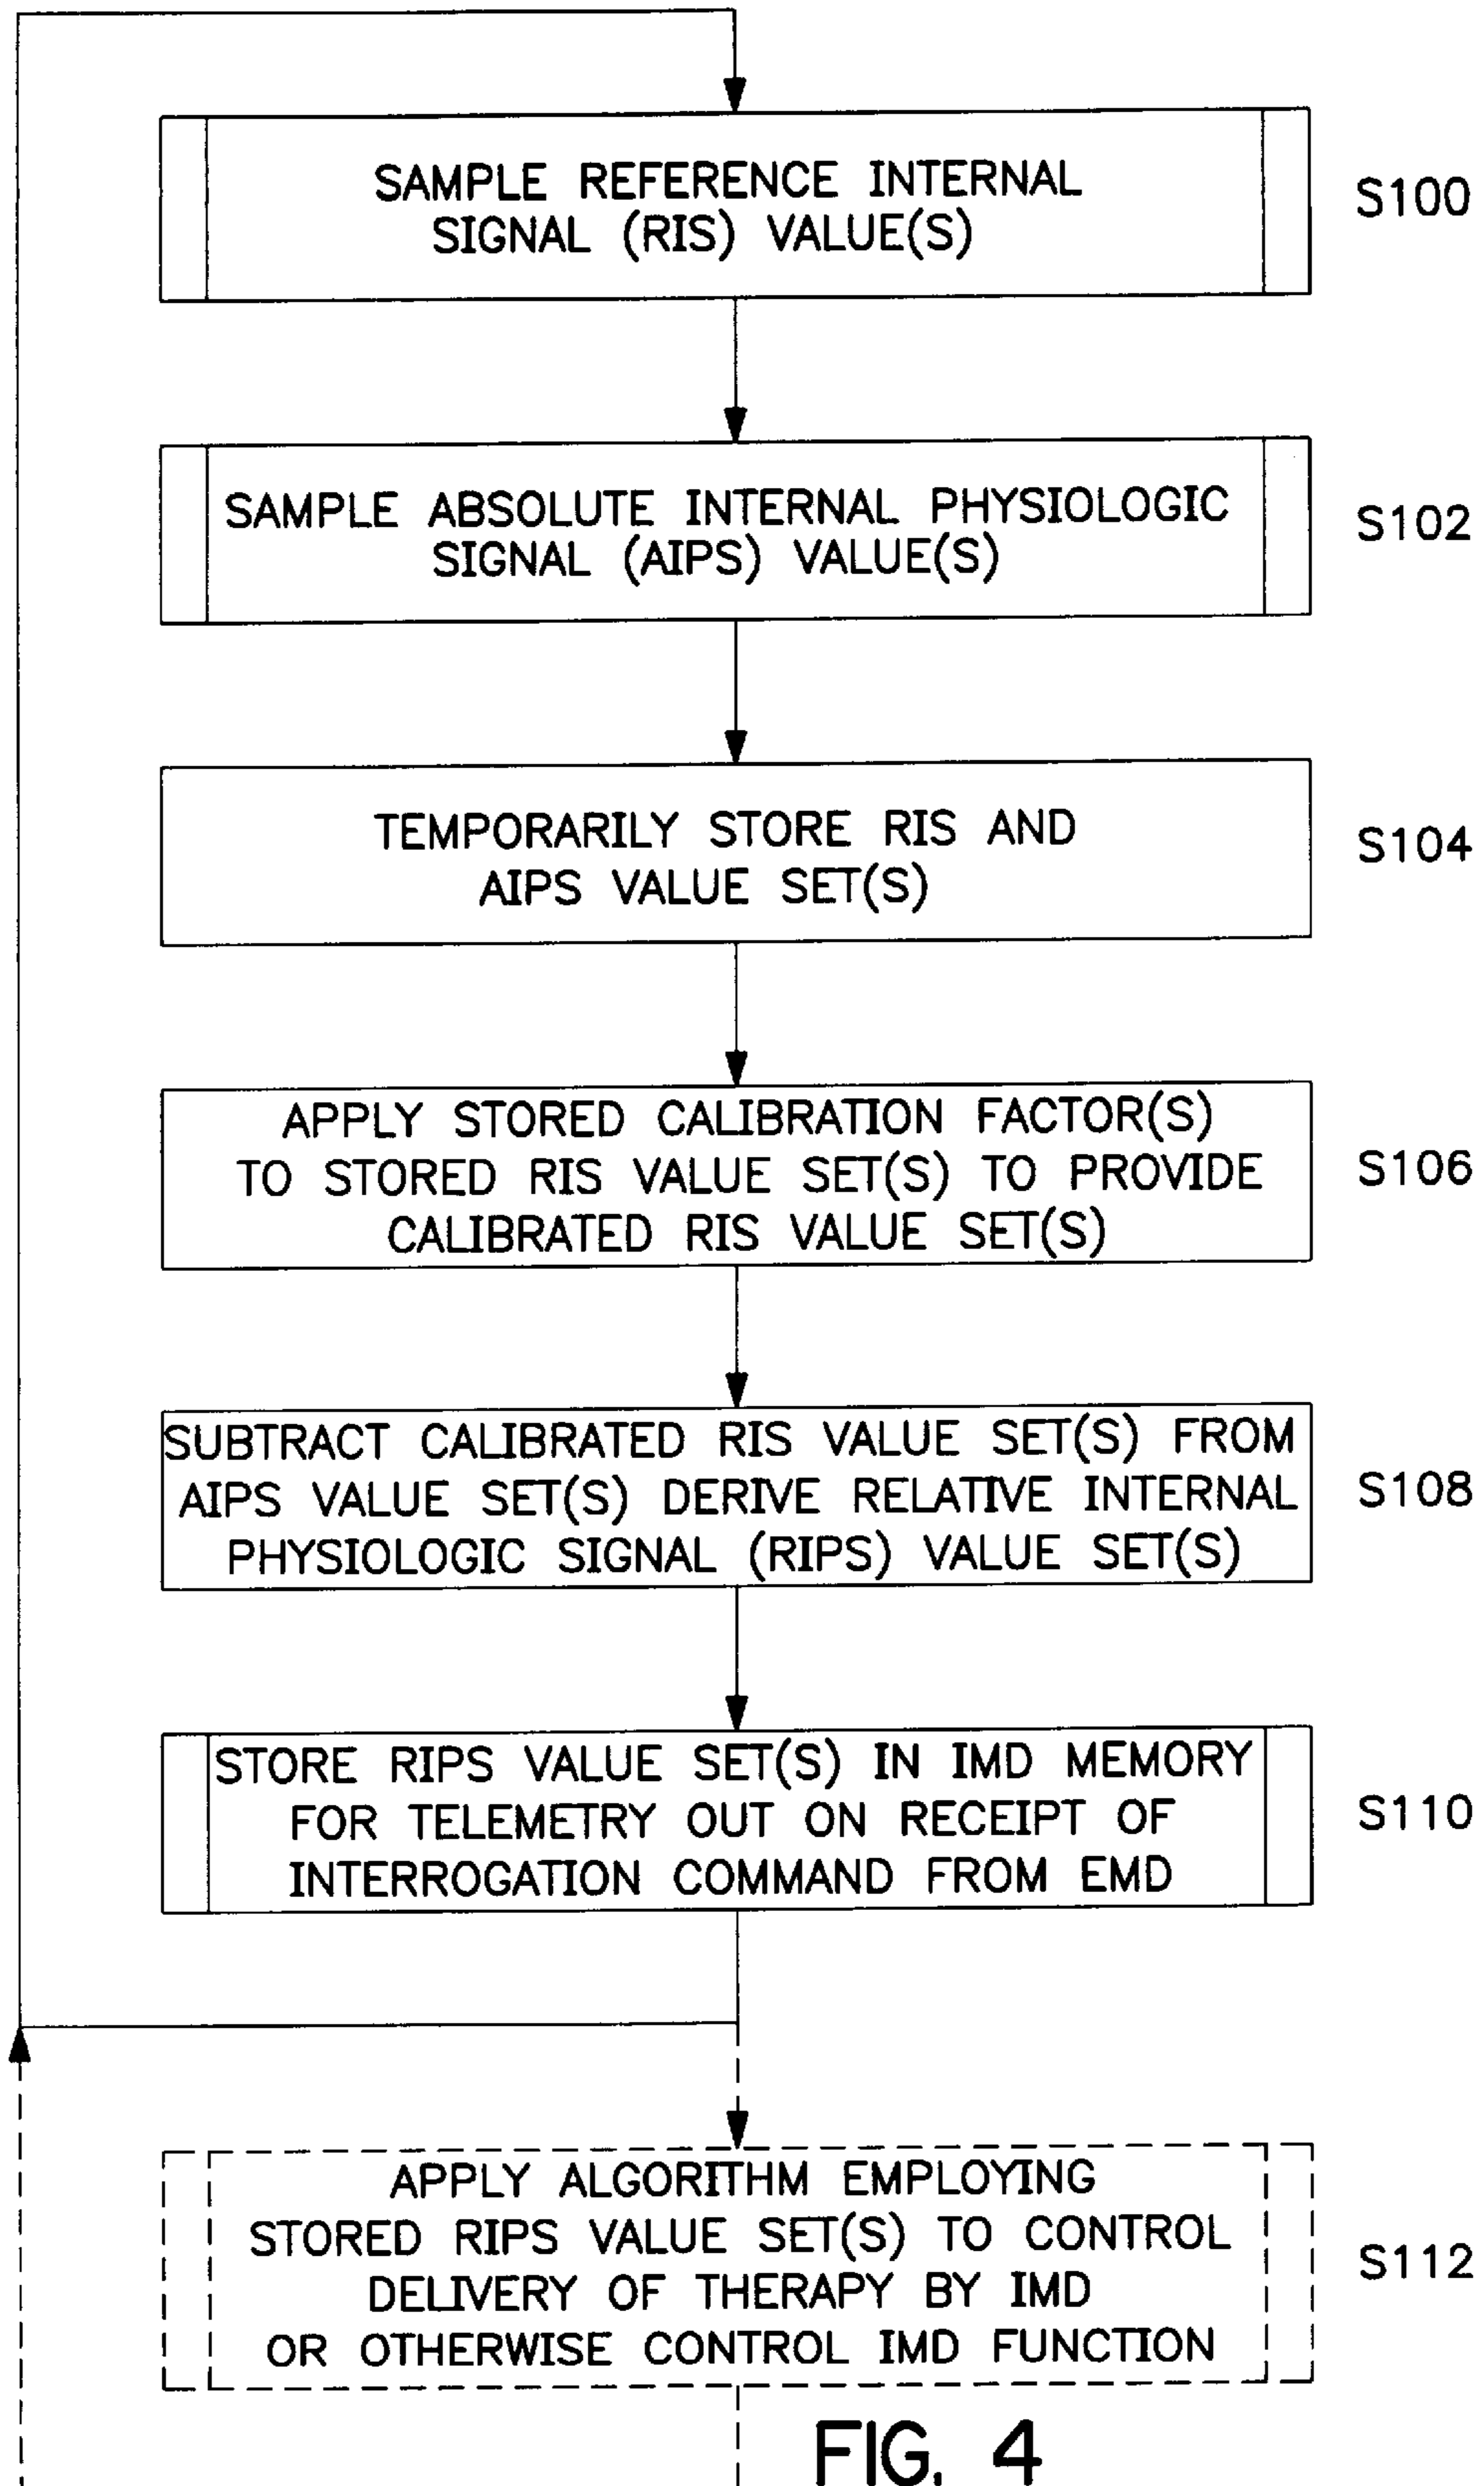 SAMPLE REFERENCE INTERNAL
SIGNAL (RIS) VALUE(S)
S100
SAMPLE ABSOLUTE INTERNAL PHYSIOLOGIC
SIGNAL (AIPS) VALUE(S)
S102
TEMPORARILY STORE RIS AND
AIPS VALUE SET(S)
S104
APPLY STORED CALIBRATION FACTOR(S)
TO STORED RIS VALUE SET(S) TO PROVIDE
CALIBRATED RIS VALUE SET(S)
S106
SUBTRACT CALIBRATED RIS VALUE SET(S) FROM
AIPS VALUE SET(S) DERIVE RELATIVE INTERNAL
PHYSIOLOGIC SIGNAL (RIPS) VALUE SET(S)
S108
STORE RIPS VALUE SET(S) IN IMD MEMORY
FOR TELEMETRY OUT ON RECEIPT OF
INTERROGATION COMMAND FROM EMD
S110
APPLY ALGORITHM EMPLOYING
STORED RIPS VALUE SET(S) TO CONTROL
DELIVERY OF THERAPY BY IMD
OR OTHERWISE CONTROL IMD FUNCTION
S112
FIG. 4